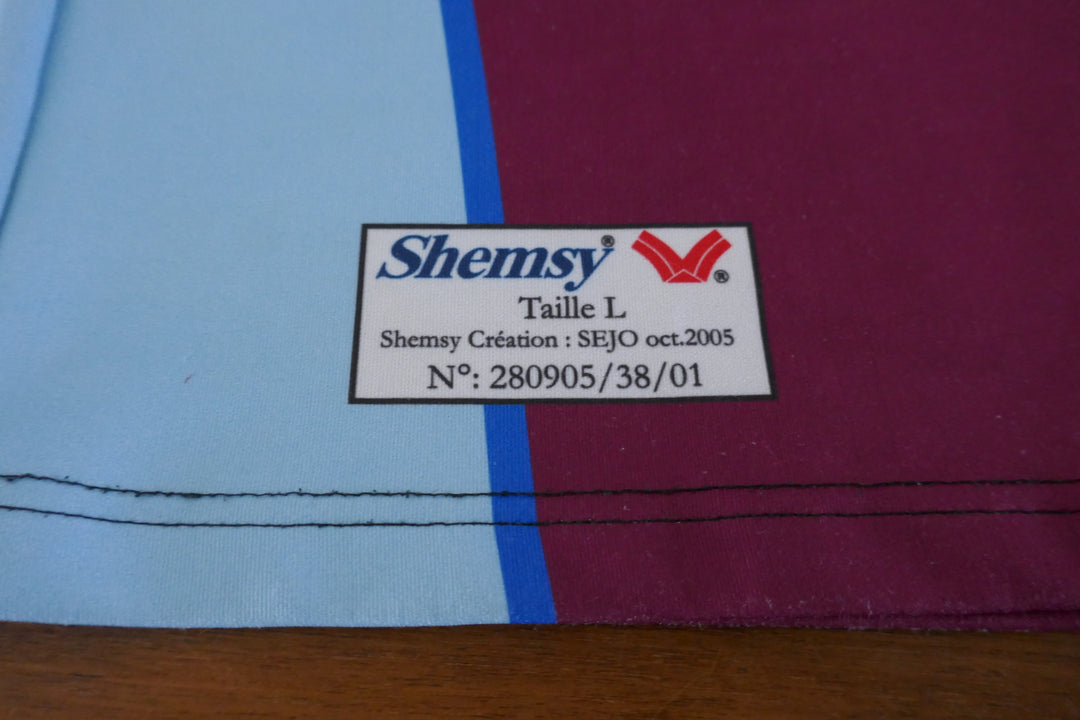 Shemsy® ®
Taille L
Shemsy Création : SEJO oct.2005
N°: 280905/38/01